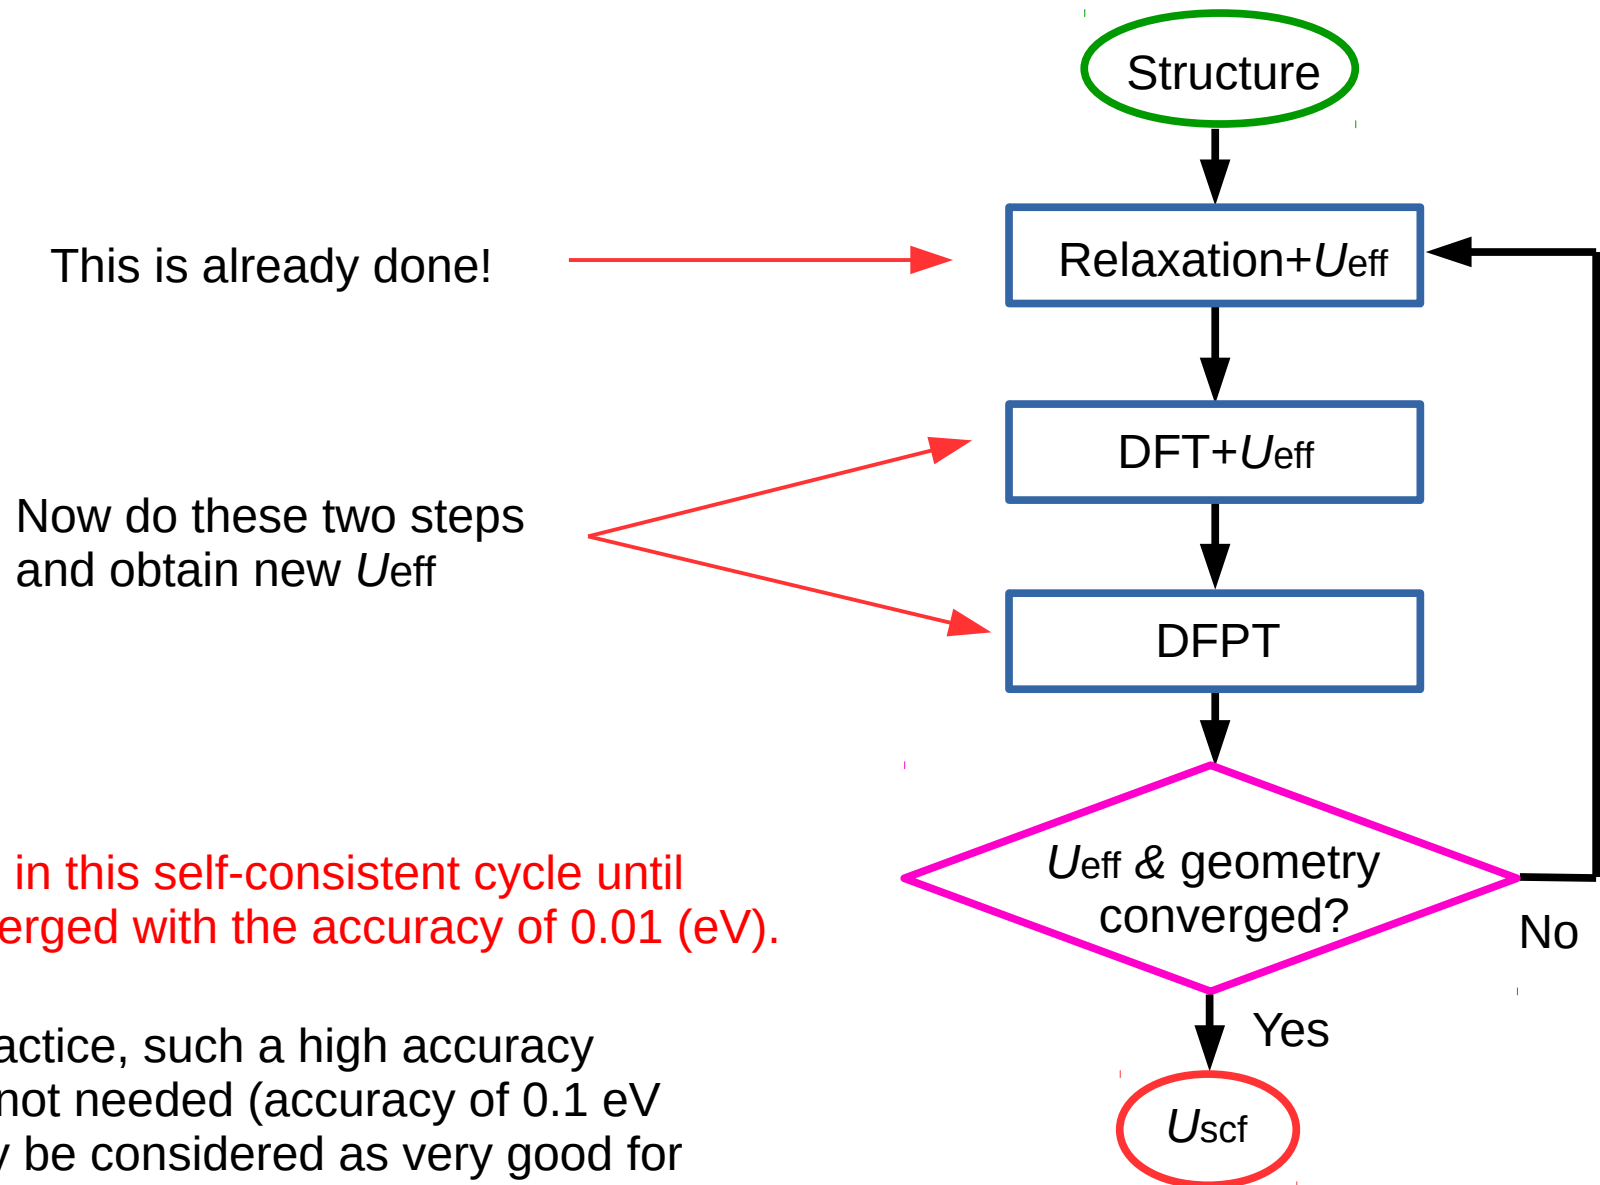 Structure
This is already done!
Relaxation+Ueff
DFT+Ueff
Now do these two steps
and obtain new Ueff
DFPT
in this self-consistent cycle until
erged with the accuracy of 0.01 (eV).
Ueff & geometry
converged?
No
actice, such a high accuracy
not needed (accuracy of 0.1 eV
y be considered as very good for
Yes
Uscf